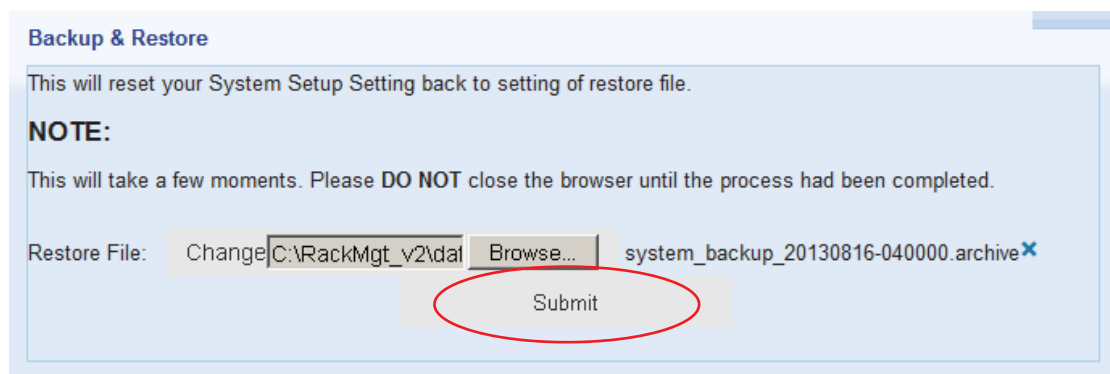 Backup & Restore
This will reset your System Setup Setting back to setting of restore file.
NOTE:
This will take a few moments. Please DO NOT close the browser until the process had been completed.
Restore File: Change C:\RackMgt_v2\dat Browse... system_backup_20130816-040000.archive×
Submit